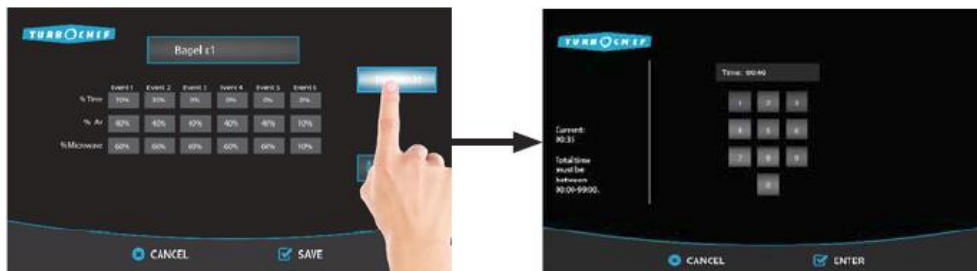 TURBOCHEF
Bagel x1
Event 1 Event 2 Event 3 Event 4 Event 5 Event 6
% Time 70% 30% 0% 0% 0% 0%
% Air 40% 40% 40% 40% 40% 10%
% Microwave 60% 60% 60% 60% 60% 10%
CANCEL
SAVE
TURBOCHEF
Time: 00:40
1 2 3
4 5 6
7 8 9
0
Current:
00:35
Total time
must be
between
00:00-99:00.
CANCEL
ENTER